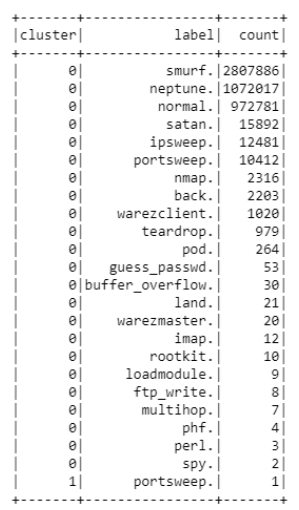 +-------+----------------+-------+
|cluster|           label|  count|
+-------+----------------+-------+
|      0|          smurf.|2807886|
|      0|        neptune.|1072017|
|      0|         normal.| 972781|
|      0|          satan.|  15892|
|      0|        ipsweep.|  12481|
|      0|      portsweep.|  10412|
|      0|           nmap.|   2316|
|      0|           back.|   2203|
|      0|    warezclient.|   1020|
|      0|       teardrop.|    979|
|      0|            pod.|    264|
|      0|   guess_passwd.|     53|
|      0|buffer_overflow.|     30|
|      0|           land.|     21|
|      0|    warezmaster.|     20|
|      0|           imap.|     12|
|      0|        rootkit.|     10|
|      0|     loadmodule.|      9|
|      0|      ftp_write.|      8|
|      0|       multihop.|      7|
|      0|            phf.|      4|
|      0|           perl.|      3|
|      0|            spy.|      2|
|      1|      portsweep.|      1|
+-------+----------------+-------+